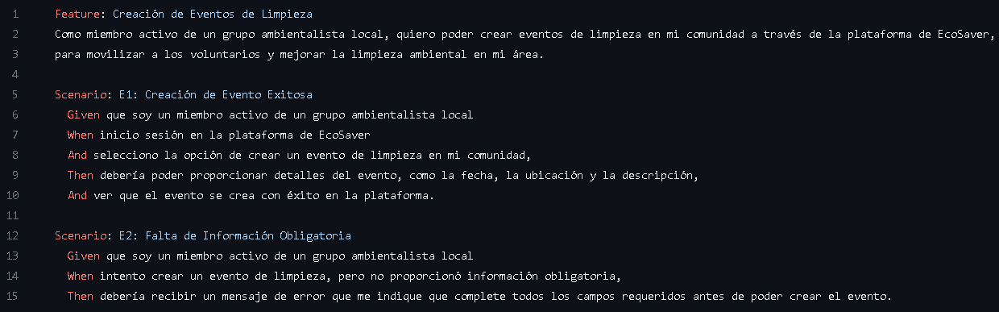 1 Feature: Creación de Eventos de Limpieza
2 Como miembro activo de un grupo ambientalista local, quiero poder crear eventos de limpieza en mi comunidad a través de la plataforma de EcoSaver,
3 para movilizar a los voluntarios y mejorar la limpieza ambiental en mi área.
4
5 Scenario: E1: Creación de Evento Exitosa
6 Given que soy un miembro activo de un grupo ambientalista local
7 When inicio sesión en la plataforma de EcoSaver
8 And selecciono la opción de crear un evento de limpieza en mi comunidad,
9 Then debería poder proporcionar detalles del evento, como la fecha, la ubicación y la descripción,
10 And ver que el evento se crea con éxito en la plataforma.
11
12 Scenario: E2: Falta de Información Obligatoria
13 Given que soy un miembro activo de un grupo ambientalista local
14 When intento crear un evento de limpieza, pero no proporcionó información obligatoria,
15 Then debería recibir un mensaje de error que me indique que complete todos los campos requeridos antes de poder crear el evento.